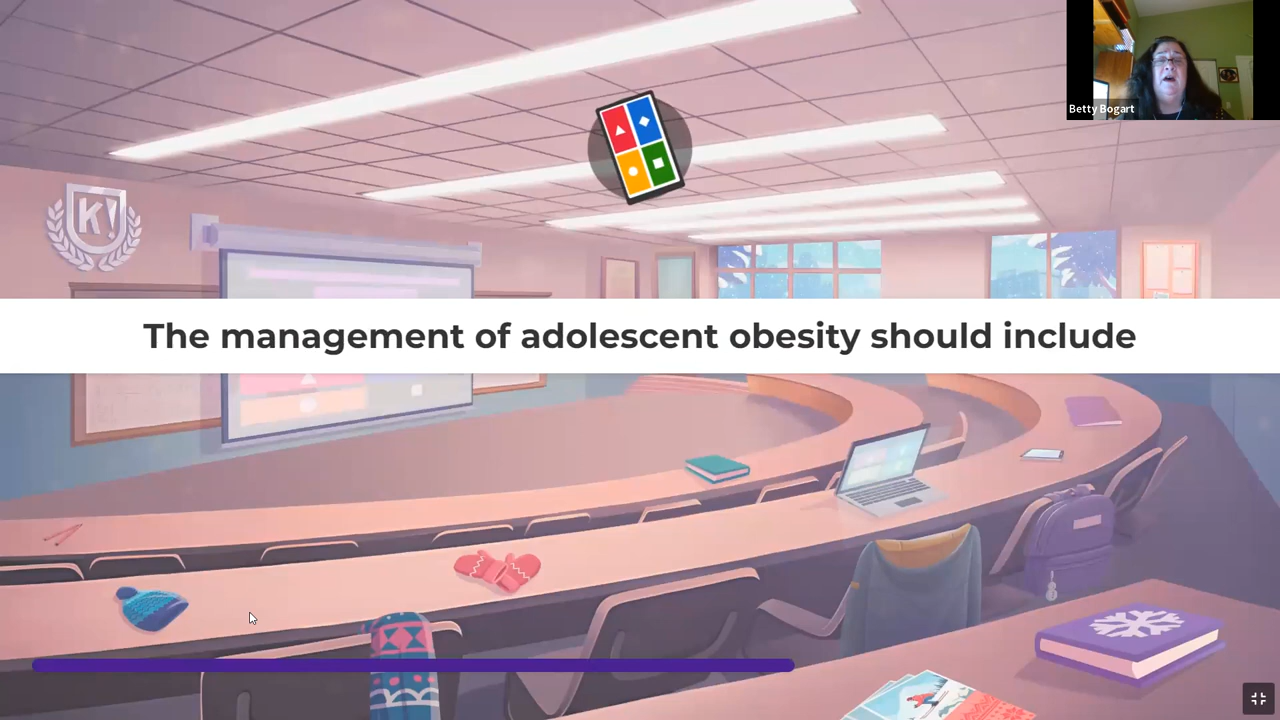 Betty Bogart
K!
The management of adolescent obesity should include